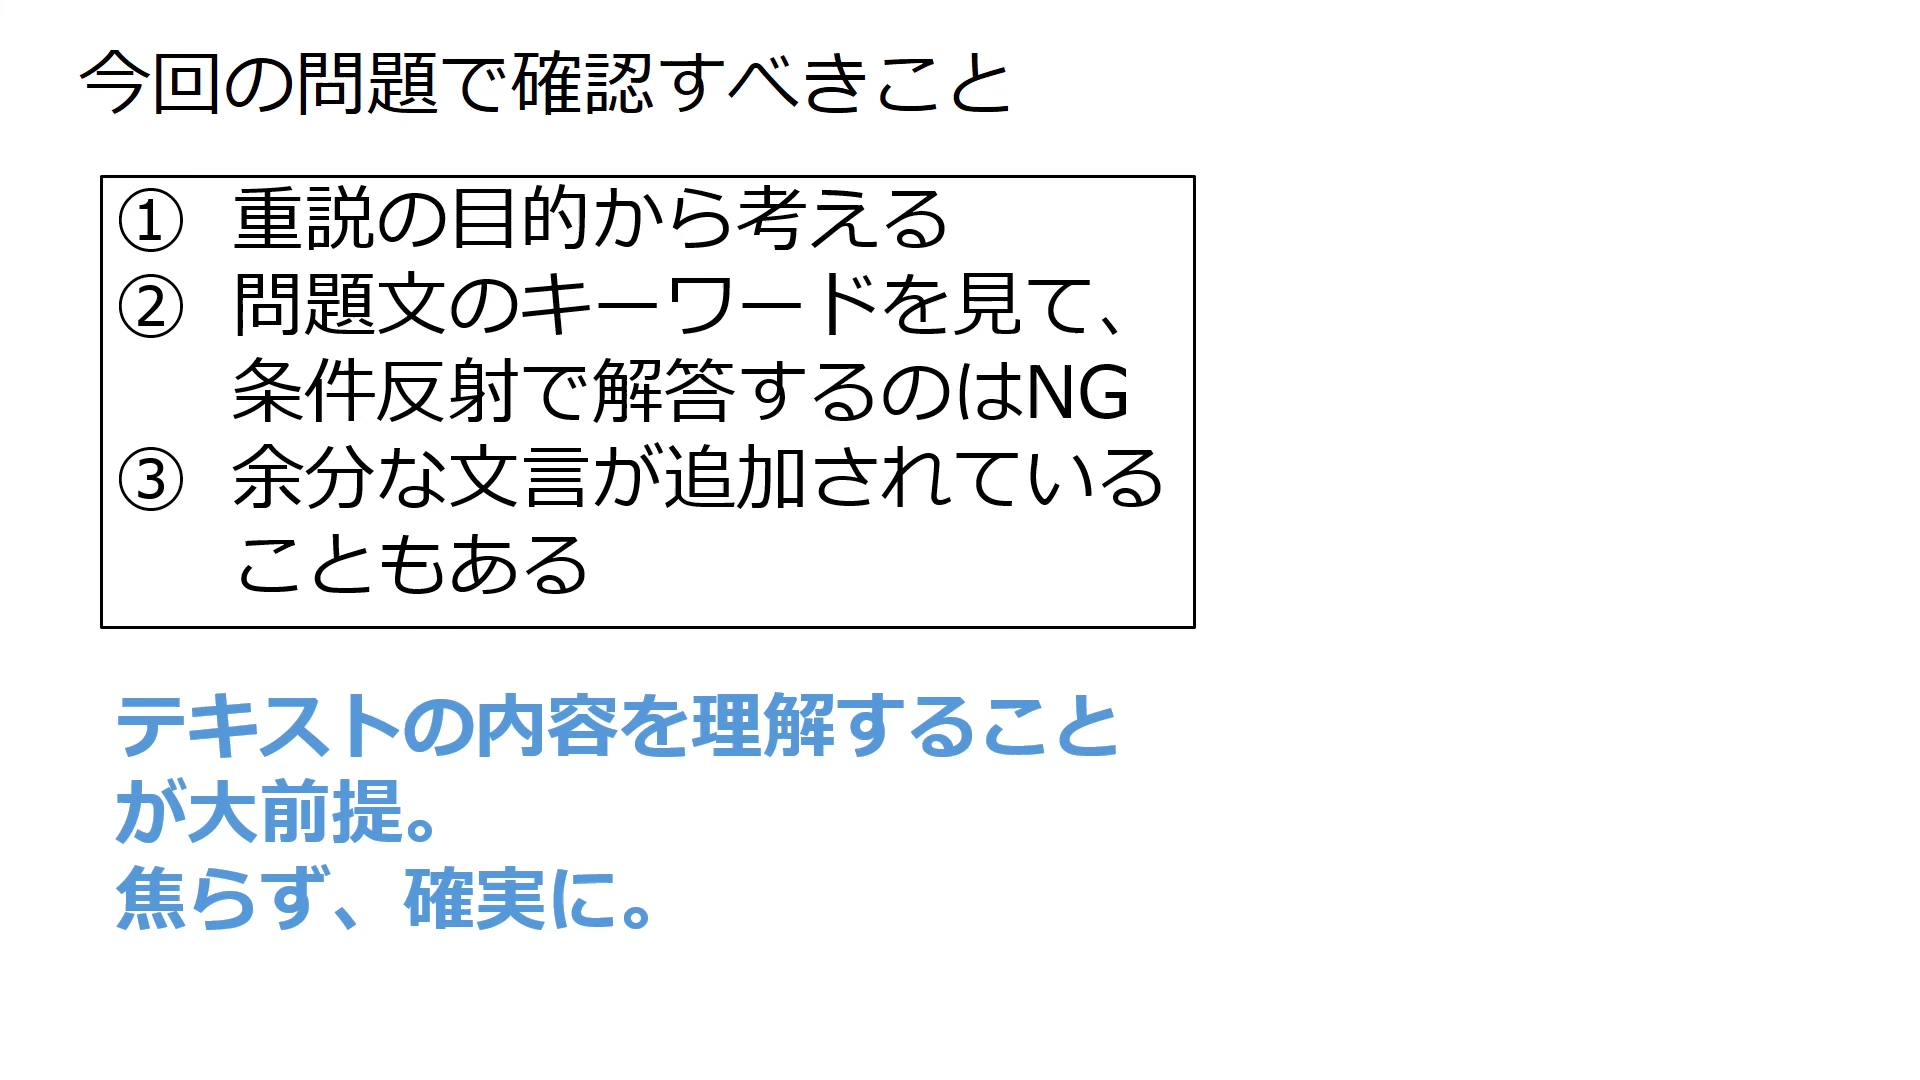 今回の問題で確認すべきこと
① 重説の目的から考える
② 問題文のキーワードを見て、
条件反射で解答するのはNG
③ 余分な文言が追加されている
こともある
テキストの内容を理解すること
が大前提。
焦らず、確実に。